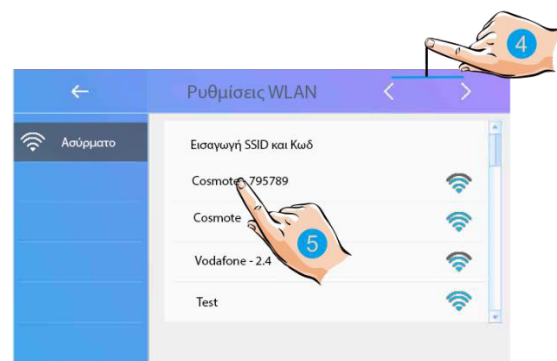 4
Ρυθμίσεις WLAN
Ασύρματο
Εισαγωγή SSID και Κωδ
Cosmote - 795789
Cosmote
5
Vodafone - 2.4
Test